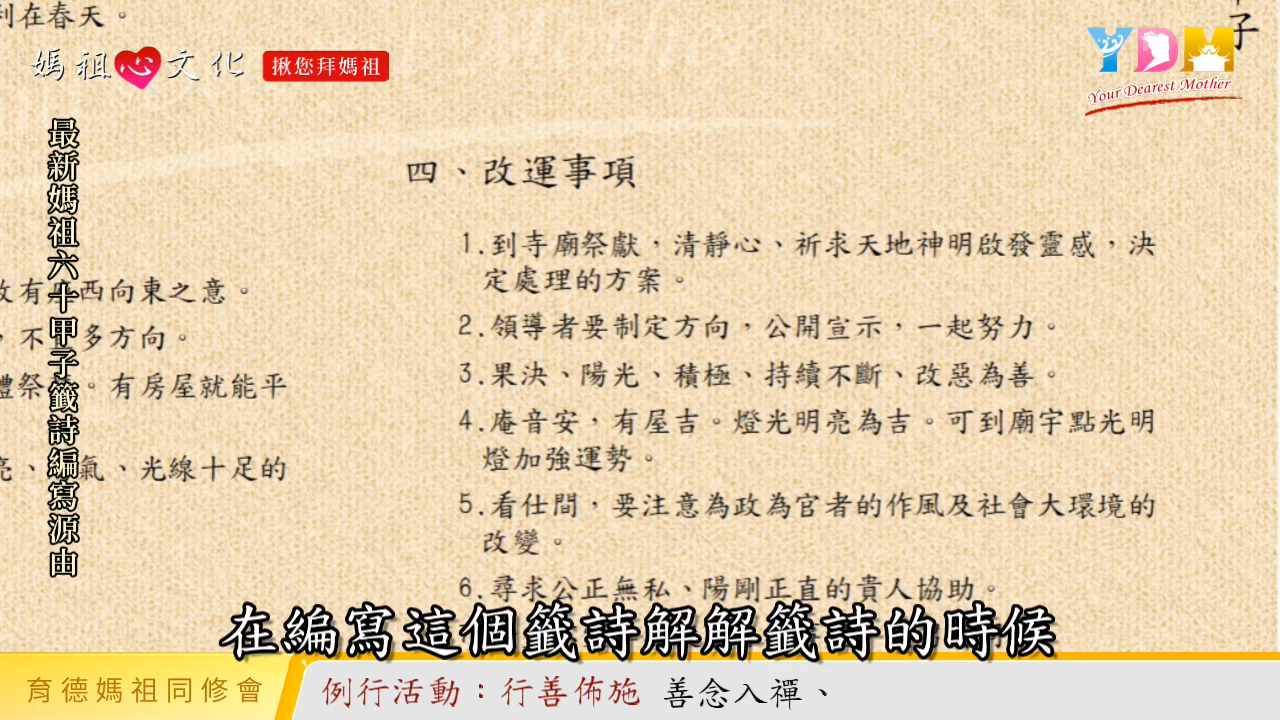 利在春天。
媽祖心文化 揪您拜媽祖
YDM
Your Dearest Mother
子
最新媽祖六十甲子籤詩編寫源由
有 西向東之意。
，不 多方向。
禮祭 。有房屋就能平
亮、 氣、光線十足的
四、改運事項
1.到寺廟祭獻，清靜心、祈求天地神明啟發靈感，決
定處理的方案。
2.領導者要制定方向，公開宣示，一起努力。
3.果決、陽光、積極、持續不斷、改惡為善。
4.庵音安，有屋吉。燈光明亮為吉。可到廟宇點光明
燈加強運勢。
5.看仕間，要注意為政為官者的作風及社會大環境的
改變。
6.尋求公正無私、陽剛正直的貴人協助。
在編寫這個籤詩解解籤詩的時候
育德媽祖同修會
例行活動：行善佈施 善念入禪、